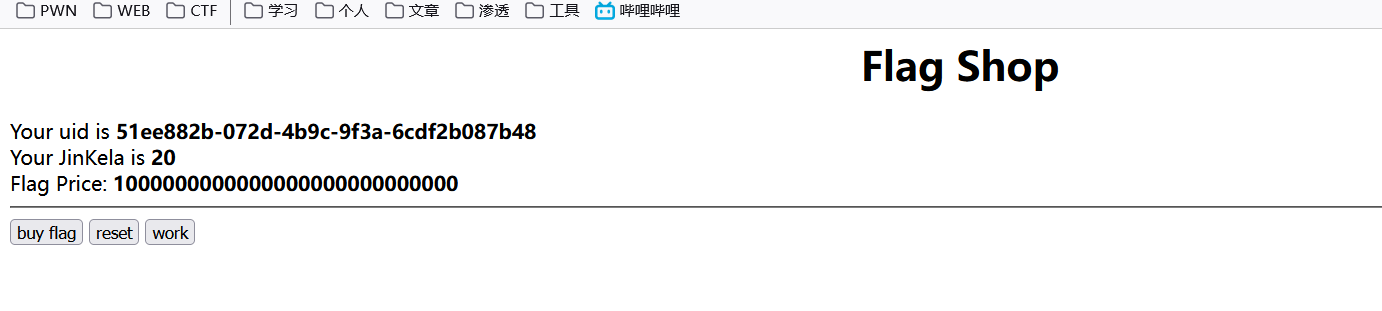 PWN WEB CTF 学习 个人 文章 渗透 工具 哔哩哔哩
Flag Shop
Your uid is 51ee882b-072d-4b9c-9f3a-6cdf2b087b48
Your JinKela is 20
Flag Price: 1000000000000000000000000000
buy flag reset work